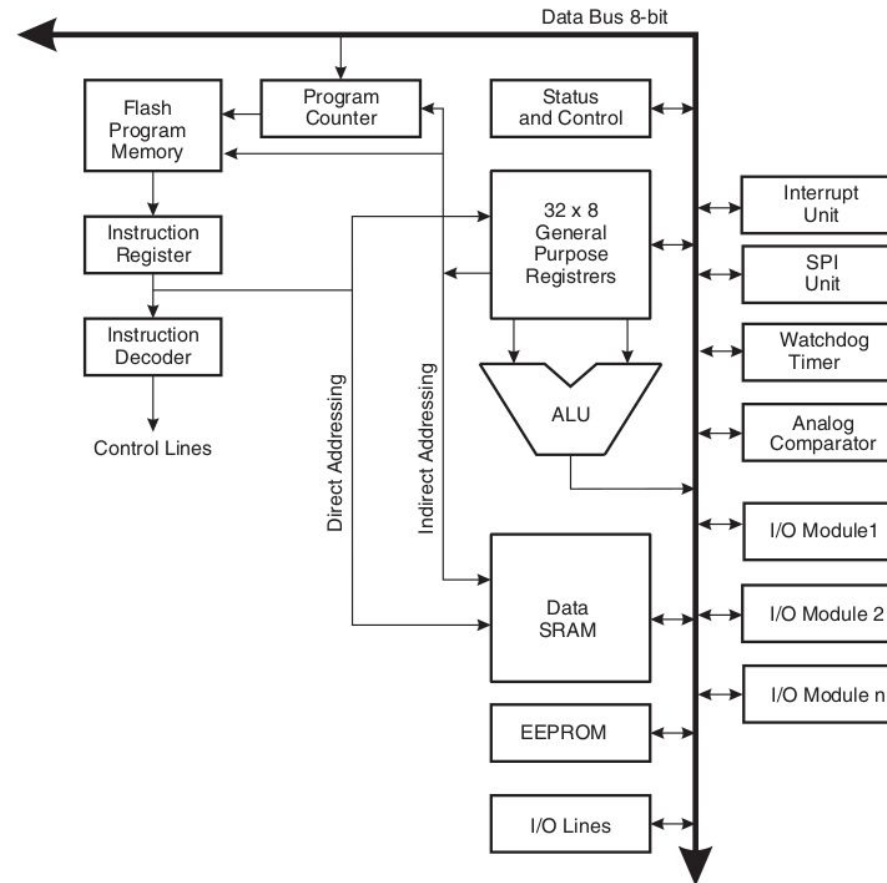 Data Bus 8-bit
Flash
Program
Memory
Program
Counter
Status
and Control
32 x 8
General
Purpose
Registrers
Interrupt
Unit
Instruction
Register
SPI
Unit
Instruction
Decoder
Watchdog
Timer
Control Lines
Direct Addressing
Indirect Addressing
ALU
Analog
Comparator
I/O Module1
Data
SRAM
I/O Module 2
I/O Module n
EEPROM
I/O Lines